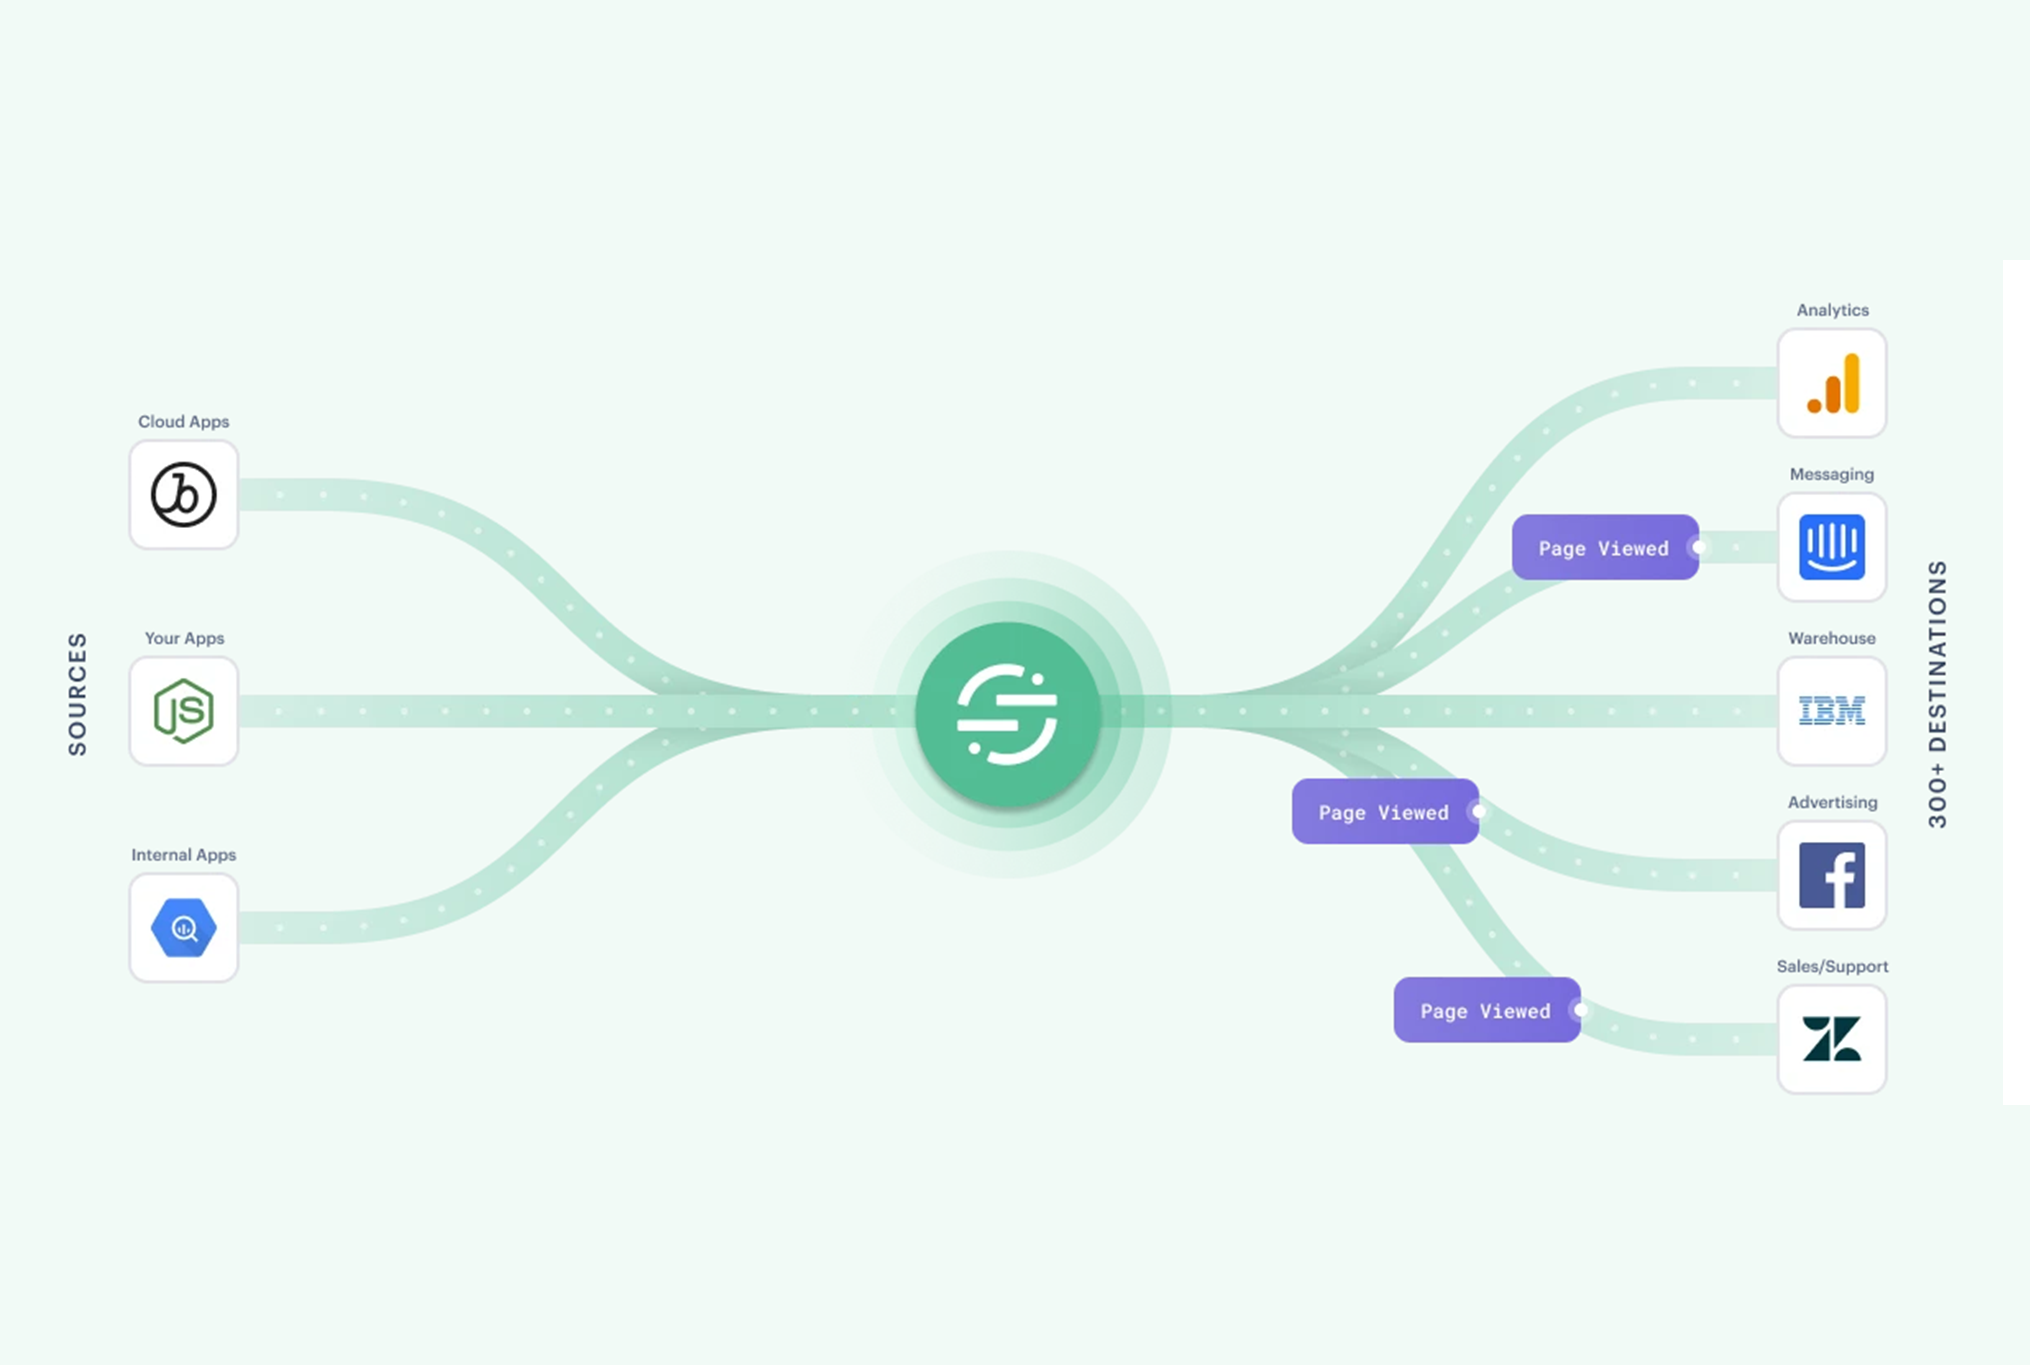 SOURCES
Cloud Apps
Your Apps
JS
Internal Apps
Page Viewed
Page Viewed
Page Viewed
Analytics
Messaging
Warehouse
IBM
Advertising
Sales/Support
300+ DESTINATIONS